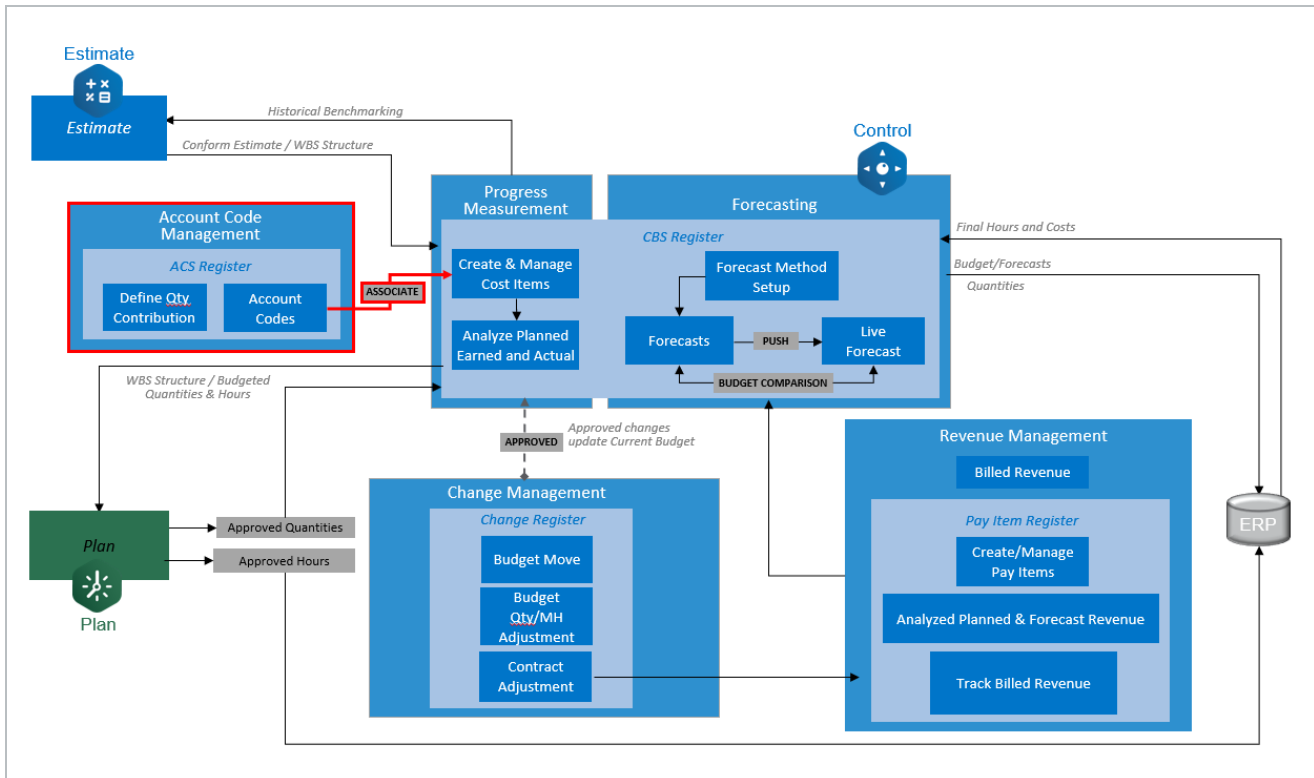 Estimate
Estimate
Historical Benchmarking
Conform Estimate / WBS Structure
Control
Account Code
Management
ACS Register
Define Qty
Contribution
Account
Codes
ASSOCIATE
Progress
Measurement
Forecasting
CBS Register
Create & Manage
Cost Items
Analyze Planned
Earned and Actual
Forecast Method
Setup
Forecasts
PUSH
Live
Forecast
BUDGET COMPARISON
Final Hours and Costs
Budget/Forecasts
Quantities
WBS Structure / Budgeted
Quantities & Hours
APPROVED
Approved changes
update Current Budget
Plan
Plan
Approved Quantities
Approved Hours
Change Management
Change Register
Budget Move
Budget
Qty/MH
Adjustment
Contract
Adjustment
Revenue Management
Billed Revenue
Pay Item Register
Create/Manage
Pay Items
Analyzed Planned & Forecast Revenue
Track Billed Revenue
ERP